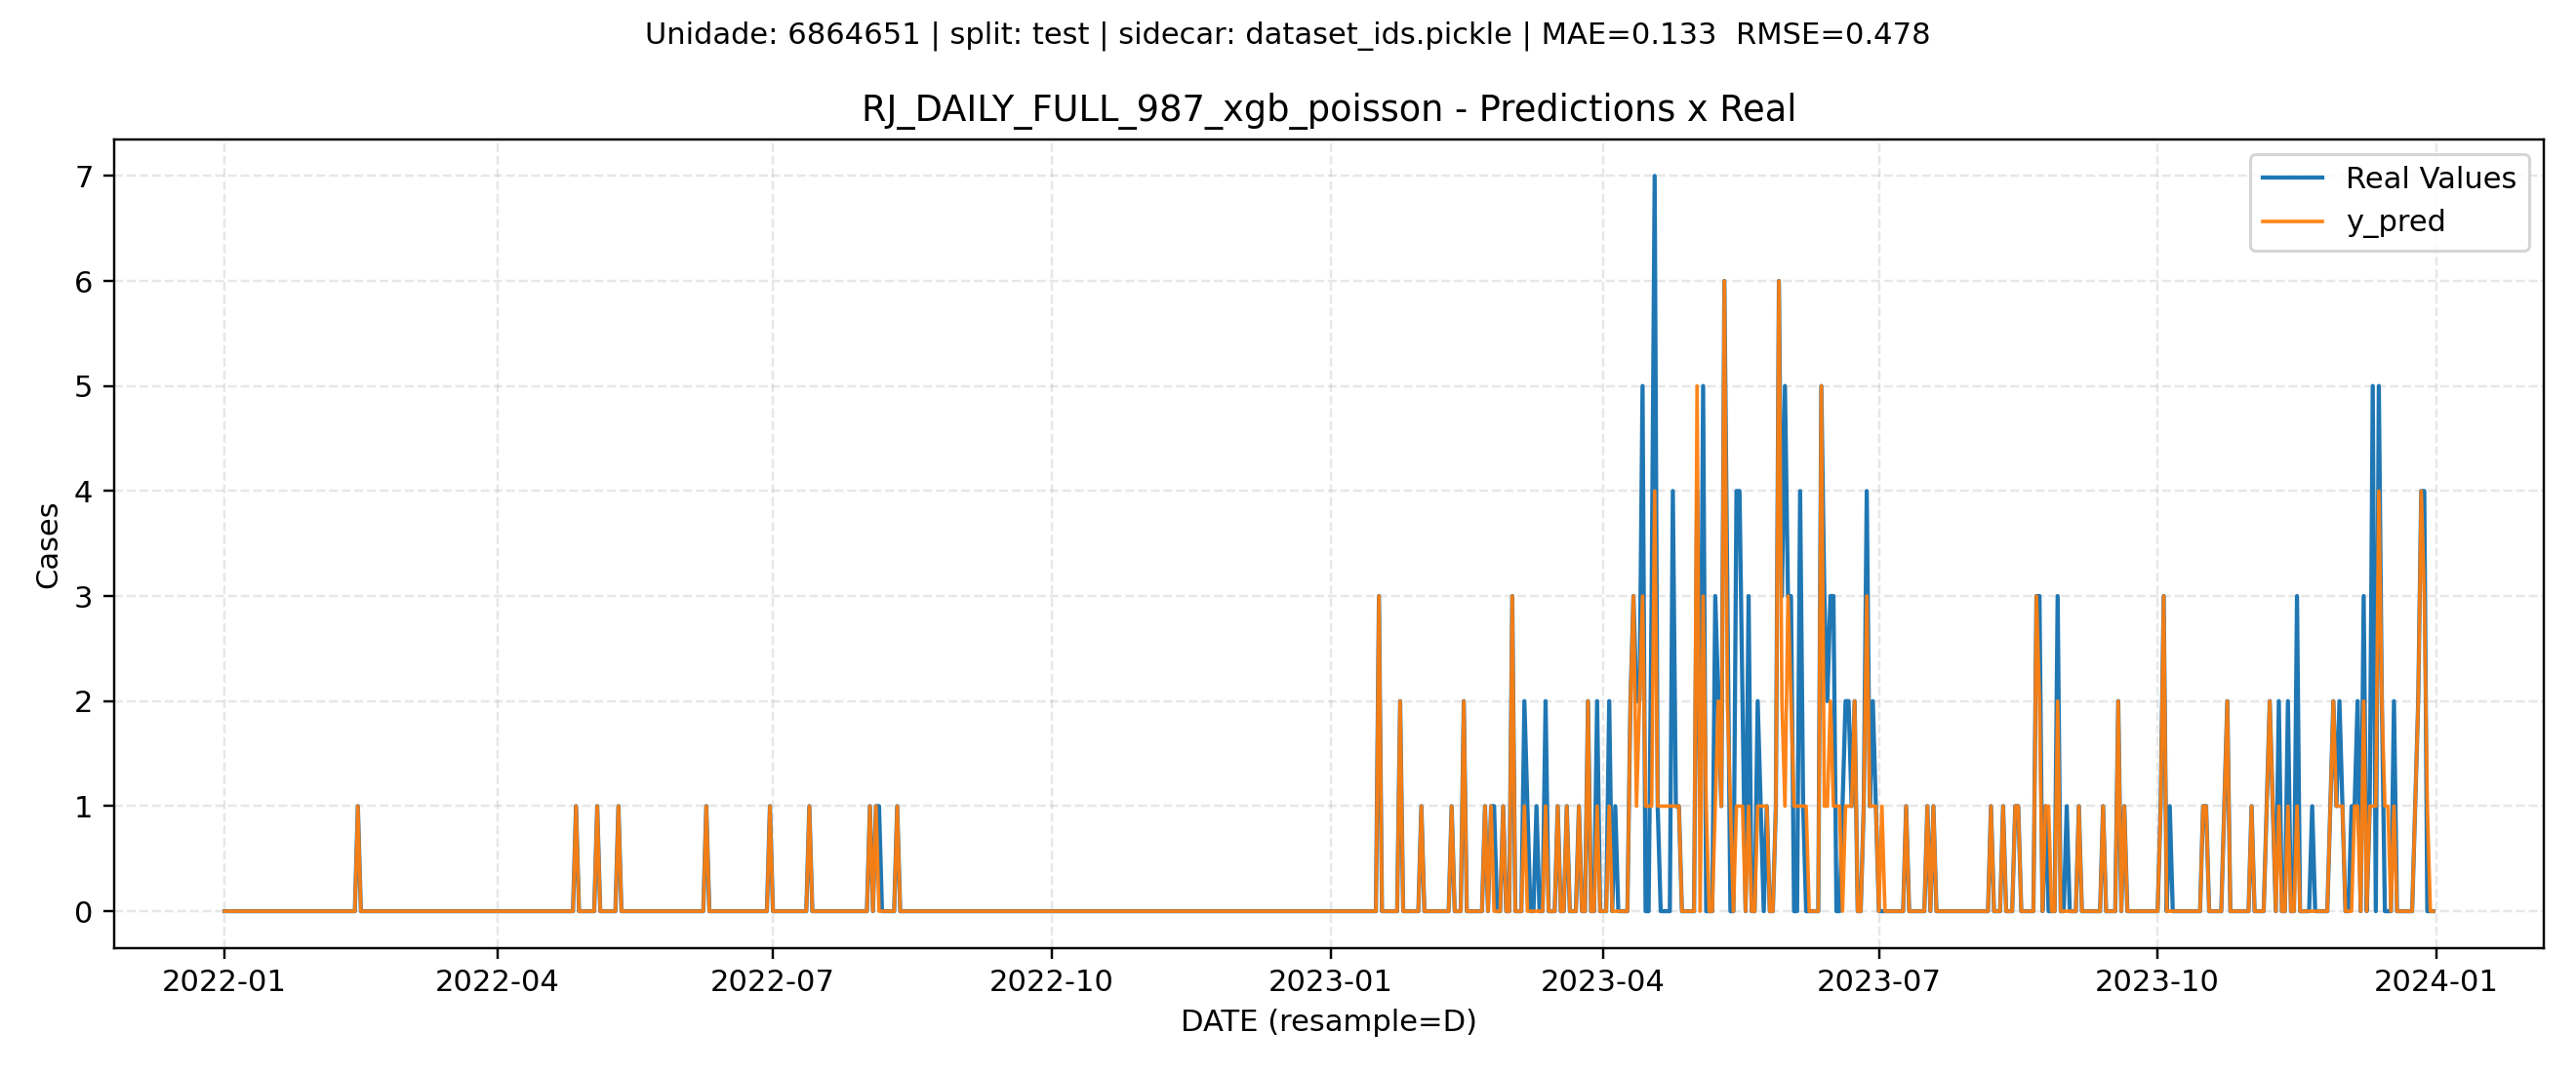 Unidade: 6864651 | split: test | sidecar: dataset_ids.pickle | MAE=0.133  RMSE=0.478
RJ_DAILY_FULL_987_xgb_poisson - Predictions x Real
Real Values
y_pred
7
6
5
4
3
2
1
0
Cases
2022-01
2022-04
2022-07
2022-10
2023-01
2023-04
2023-07
2023-10
2024-01
DATE (resample=D)